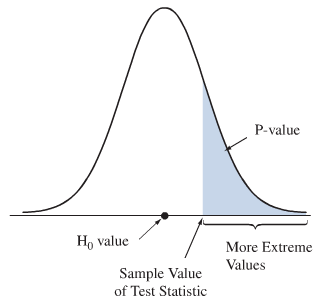 P-value
H₀ value
More Extreme
Values
Sample Value
of Test Statistic